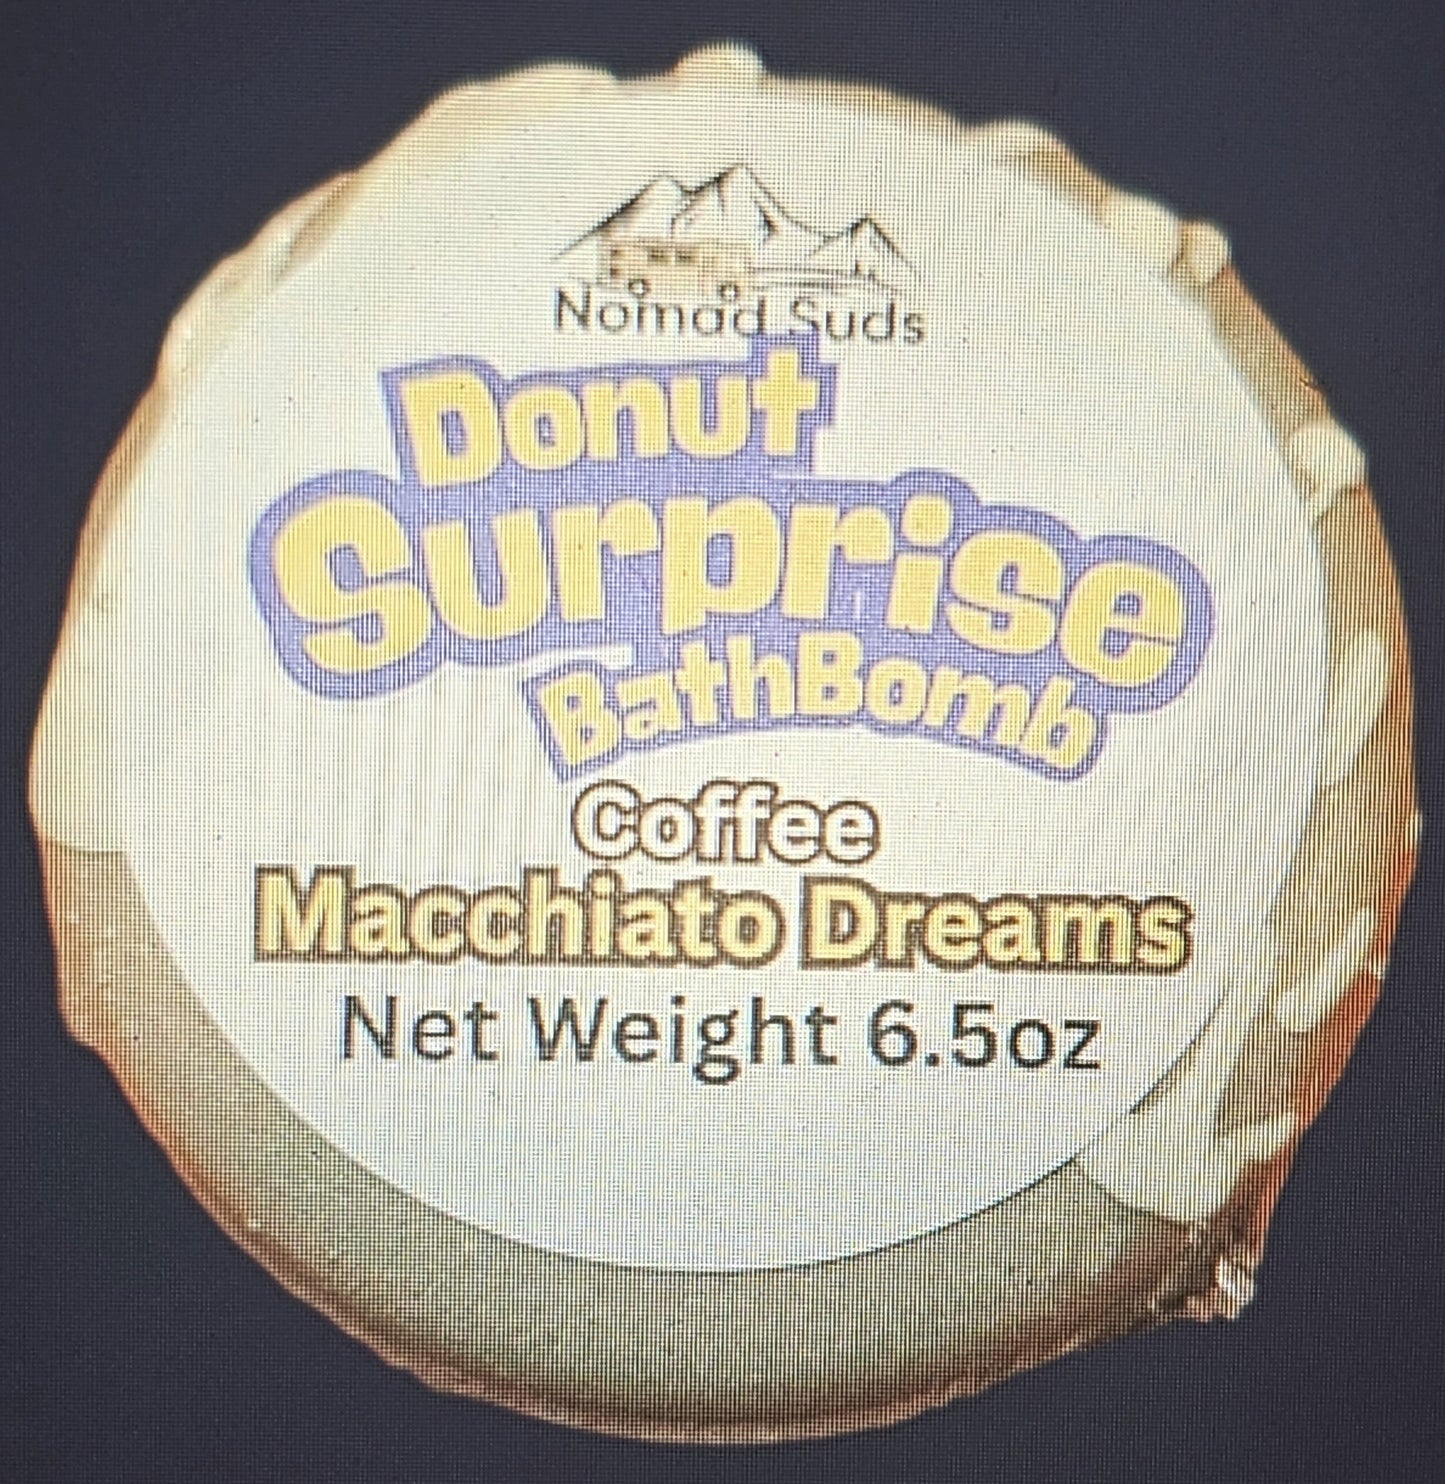 Nomad Suds
Donut
Surprise
BathBomb
Coffee
Macchiato Dreams
Net Weight 6.5oz